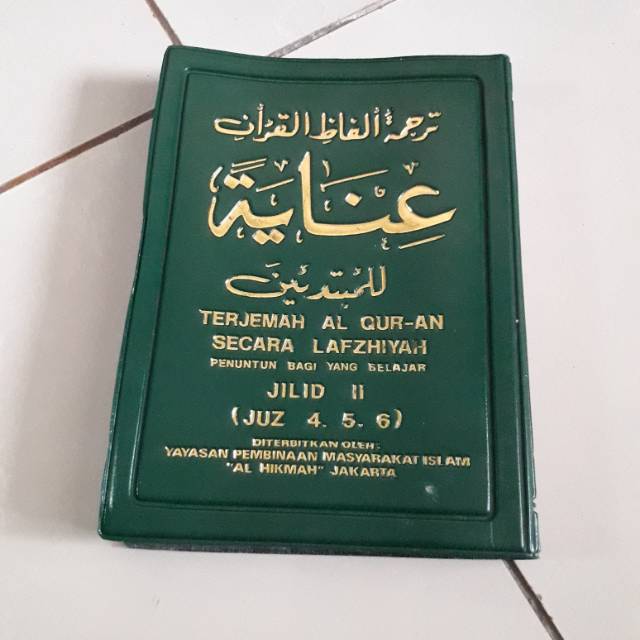 ترجمة ألفاظ القرآن
عِنَايَة
للمبتدئين
TERJEMAH AL QUR-AN
SECARA LAFZHIYAH
PENUNTUN BAGI YANG BELAJAR
JILID II
(JUZ 4. 5. 6)
DITERBITKAN OLEH:
YAYASAN PEMBINAAN MASYARAKAT ISLAM
"AL HIKMAH" JAKARTA